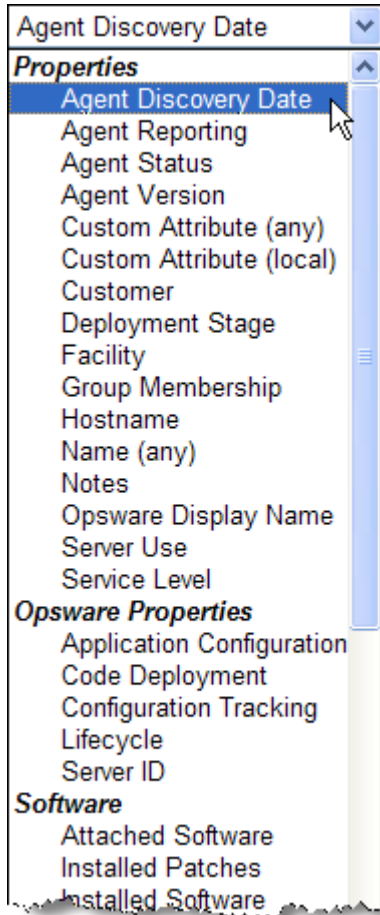 Agent Discovery Date
Properties
Agent Discovery Date
Agent Reporting
Agent Status
Agent Version
Custom Attribute (any)
Custom Attribute (local)
Customer
Deployment Stage
Facility
Group Membership
Hostname
Name (any)
Notes
Opsware Display Name
Server Use
Service Level
Opsware Properties
Application Configuration
Code Deployment
Configuration Tracking
Lifecycle
Server ID
Software
Attached Software
Installed Patches
Installed Software